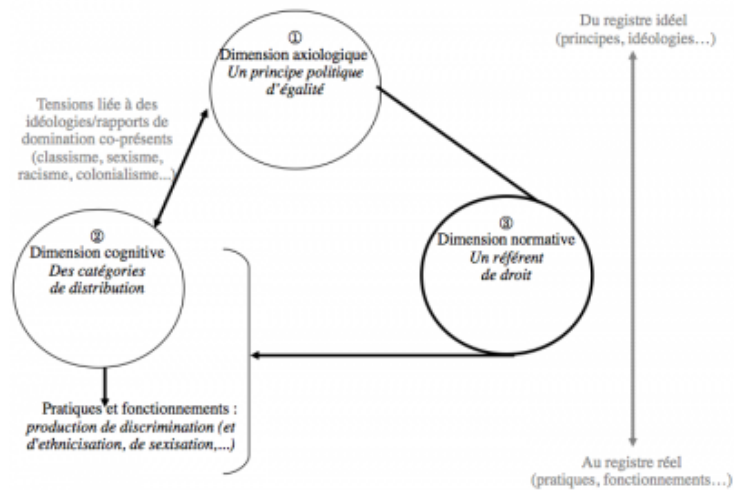 ①
Dimension axiologique
Un principe politique
d'égalité
Du registre idéel
(principes, idéologies…)
Tensions liée à des
idéologies/rapports de
domination co-présents
(classisme, sexisme,
racisme, colonialisme...)
②
Dimension cognitive
Des catégories
de distribution
③
Dimension normative
Un référent
de droit
Pratiques et fonctionnements :
production de discrimination (et
d'ethnicisation, de sexisation,...)
Au registre réel
(pratiques, fonctionnements…)